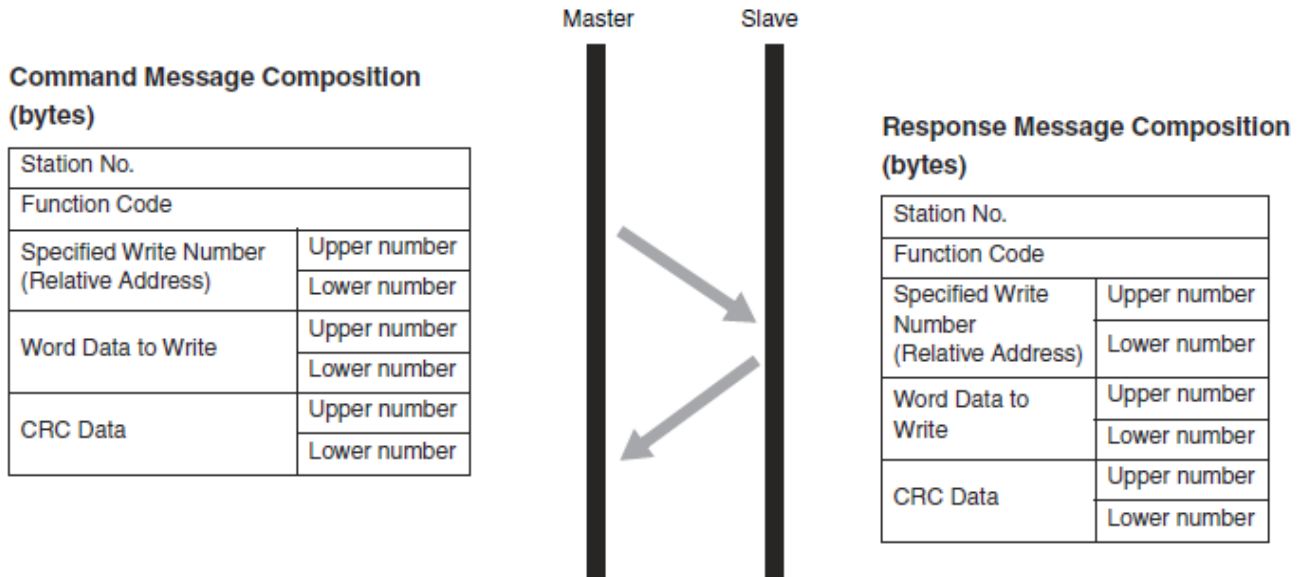 Master Slave
Command Message Composition
(bytes)
Station No.
Function Code
Specified Write Number
(Relative Address)
Upper number
Lower number
Word Data to Write
Upper number
Lower number
CRC Data
Upper number
Lower number
Response Message Composition
(bytes)
Station No.
Function Code
Specified Write
Number
(Relative Address)
Upper number
Lower number
Word Data to
Write
Upper number
Lower number
CRC Data
Upper number
Lower number